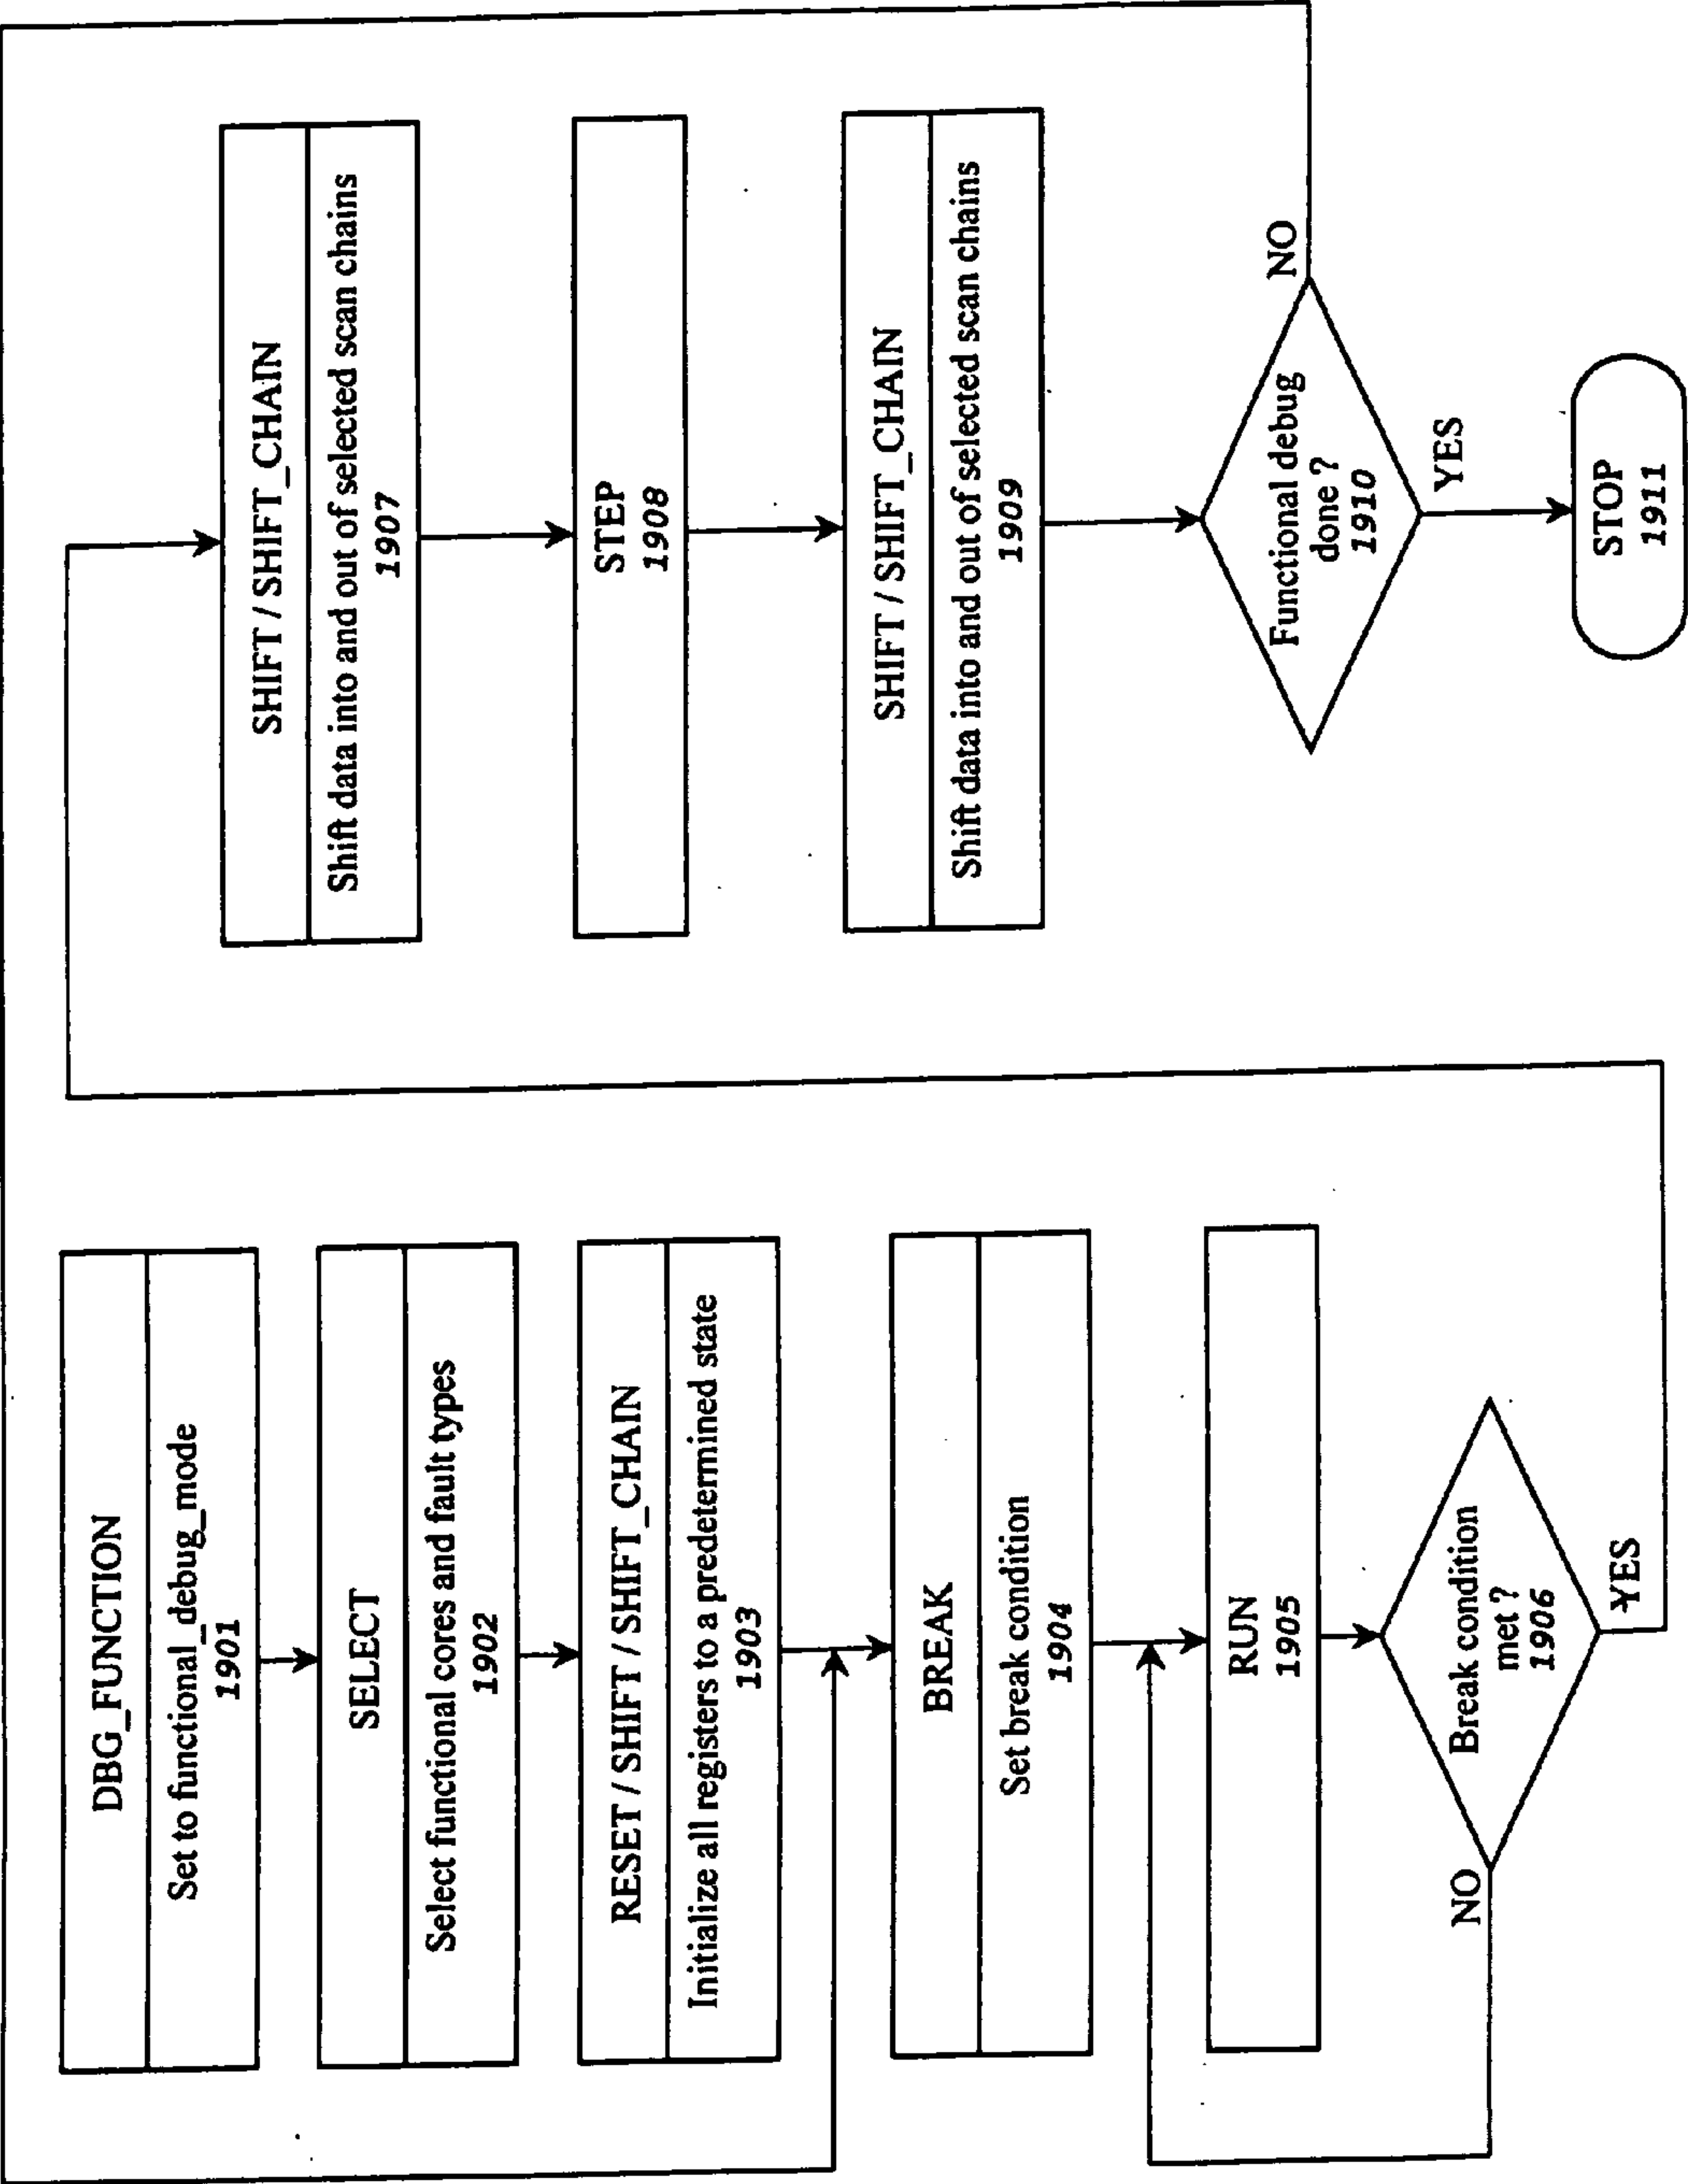 DBG_FUNCTION
Set to functional_debug_mode
1901
SELECT
Select functional cores and fault types
1902
RESET / SHIFT / SHIFT_CHAIN
Initialize all registers to a predetermined state
1903
BREAK
Set break condition
1904
RUN
1905
Break condition
met ?
1906
NO
YES
SHIFT / SHIFT_CHAIN
Shift data into and out of selected scan chains
1907
STEP
1908
SHIFT / SHIFT_CHAIN
Shift data into and out of selected scan chains
1909
Functional debug
done ?
1910
NO
YES
STOP
1911